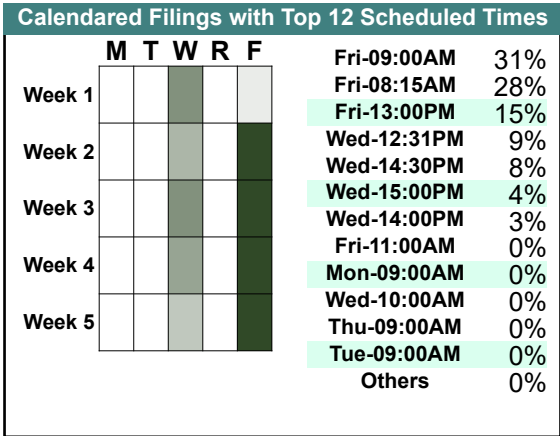 Calendared Filings with Top 12 Scheduled Times
M T W R F
Week 1
Week 2
Week 3
Week 4
Week 5
Fri-09:00AM 31%
Fri-08:15AM 28%
Fri-13:00PM 15%
Wed-12:31PM 9%
Wed-14:30PM 8%
Wed-15:00PM 4%
Wed-14:00PM 3%
Fri-11:00AM 0%
Mon-09:00AM 0%
Wed-10:00AM 0%
Thu-09:00AM 0%
Tue-09:00AM 0%
Others 0%